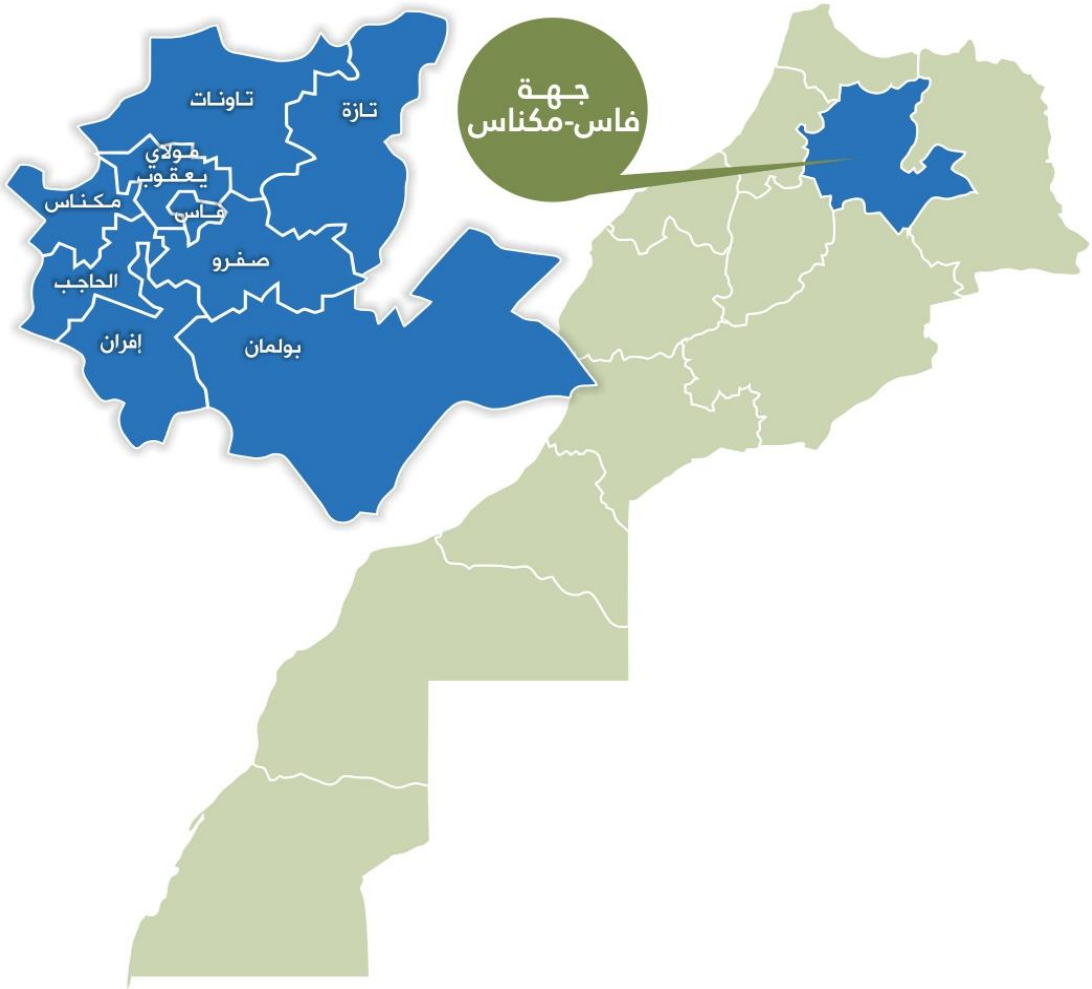 جهة
فاس-مكناس
تاونات
تازة
مولاي
يعقوب
مكناس
فاس
صفرو
الحاجب
إفران
بولمان